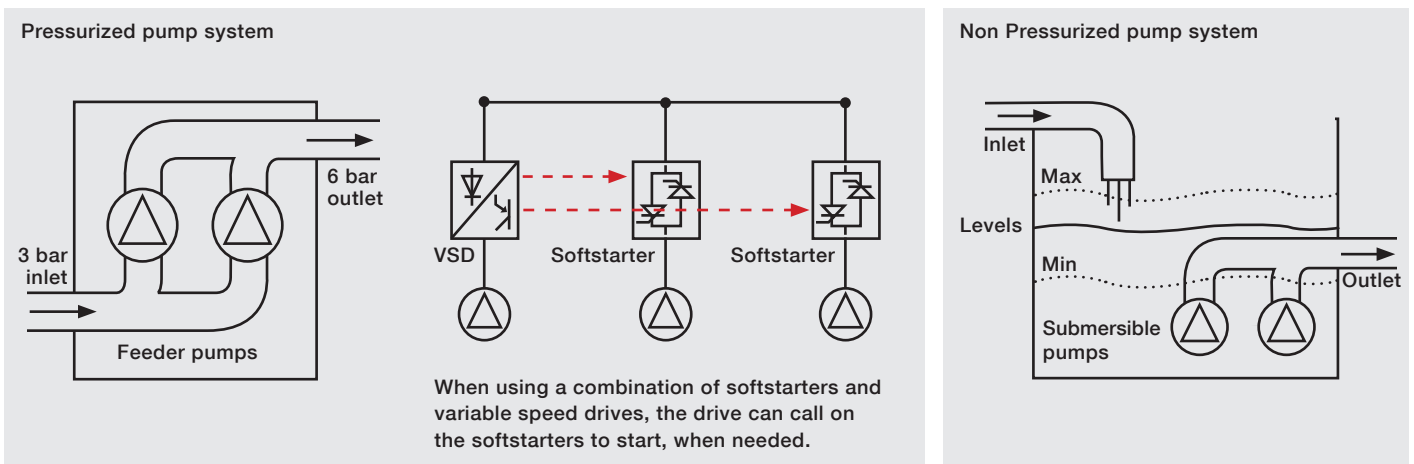 Pressurized pump system
6 bar
outlet
3 bar
inlet
Feeder pumps
VSD
Softstarter
Softstarter
When using a combination of softstarters and
variable speed drives, the drive can call on
the softstarters to start, when needed.
Non Pressurized pump system
Inlet
Max
Levels
Min
Outlet
Submersible
pumps